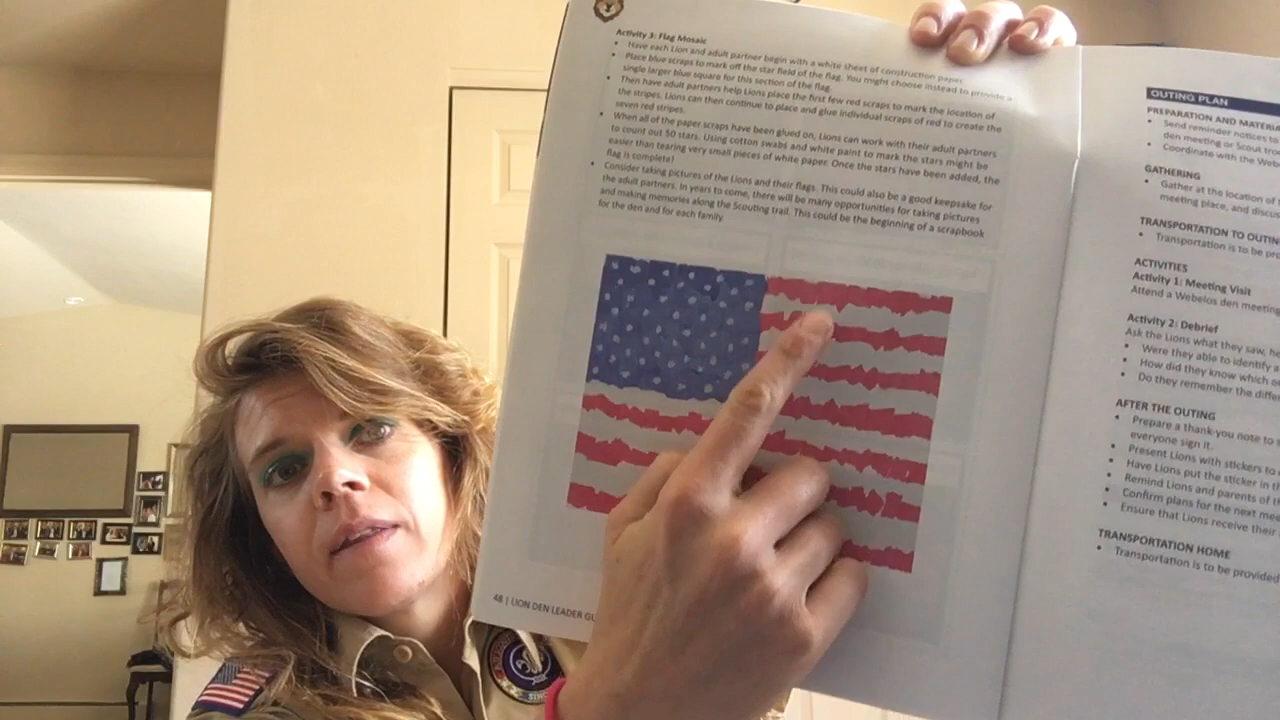 Activity 3: Flag Mosaic
• Have each Lion and adult partner begin with a white sheet of construction paper.
• Place blue scraps to mark off the star field of the flag. You might choose instead to provide a
single larger blue square for this section of the flag.
• Then have adult partners help Lions place the first few red scraps to mark the location of
the stripes. Lions can then continue to place and glue individual scraps of red to create the
seven red stripes.
• When all of the paper scraps have been glued on, Lions can work with their adult partners
to count out 50 stars. Using cotton swabs and white paint to mark the stars might be
easier than tearing very small pieces of white paper. Once the stars have been added, the
flag is complete!
• Consider taking pictures of the Lions and their flags. This could also be a good keepsake for
the adult partners. In years to come, there will be many opportunities for taking pictures
and making memories along the Scouting trail. This could be the beginning of a scrapbook
for the den and for each family.
48 | LION DEN LEADER GU
OUTING PLAN
PREPARATION AND MATERI
• Send reminder notices to
den meeting or Scout tro
• Coordinate with the Web
GATHERING
• Gather at the location of
meeting place, and discu
TRANSPORTATION TO OUTIN
• Transportation is to be pro
ACTIVITIES
Activity 1: Meeting Visit
Attend a Webelos den meeting
Activity 2: Debrief
Ask the Lions what they saw, he
• Were they able to identify a
• How did they know which o
• Do they remember the diffe
AFTER THE OUTING
• Prepare a thank-you note to
everyone sign it.
• Present Lions with stickers to
• Have Lions put the sticker in th
• Remind Lions and parents of t
• Confirm plans for the next mee
• Ensure that Lions receive their
TRANSPORTATION HOME
• Transportation is to be provided